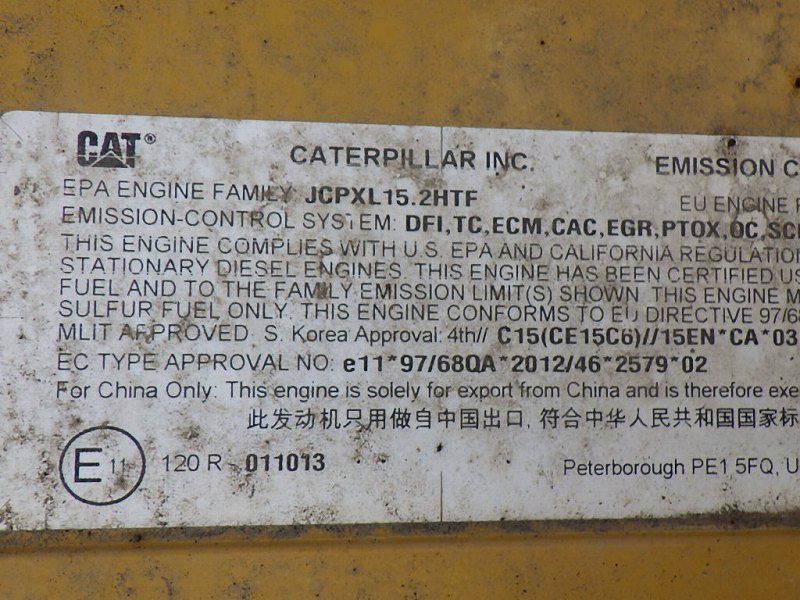 CAT®
CATERPILLAR INC. EMISSION C
EPA ENGINE FAMILY: JCPXL15.2HTF EU ENGINE F
EMISSION-CONTROL SYSTEM: DFI,TC,ECM,CAC,EGR,PTOX,OC,SC
THIS ENGINE COMPLIES WITH U.S. EPA AND CALIFORNIA REGULATION
STATIONARY DIESEL ENGINES. THIS ENGINE HAS BEEN CERTIFIED US
FUEL AND TO THE FAMILY EMISSION LIMIT(S) SHOWN. THIS ENGINE M
SULFUR FUEL ONLY. THIS ENGINE CONFORMS TO EU DIRECTIVE 97/68
MLIT APPROVED. S. Korea Approval: 4th// C15(CE15C6)//15EN*CA*03
EC TYPE APPROVAL NO: e11*97/68QA*2012/46*2579*02
For China Only: This engine is solely for export from China and is therefore exe
此发动机只用做自中国出口, 符合中华人民共和国国家标
E 11 120 R - 011013 Peterborough PE1 5FQ, U